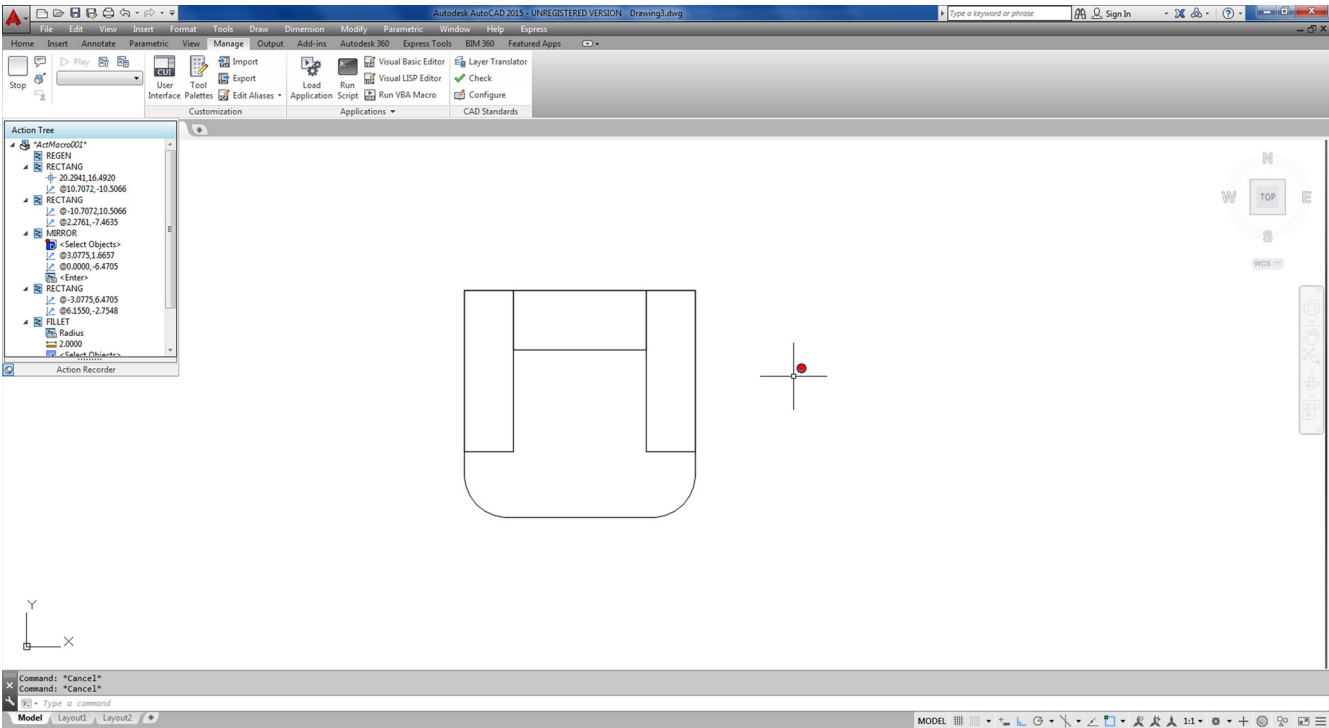 Autodesk AutoCAD 2015 - UNREGISTERED VERSION Drawing3.dwg
Type a keyword or phrase
Sign In
File Edit View Insert Format Tools Draw Dimension Modify Parametric Window Help Express
Home Insert Annotate Parametric View Manage Output Add-ins Autodesk 360 Express Tools BIM 360 Featured Apps
Stop
Play
CUI
User Interface
Tool Palettes
Import
Export
Edit Aliases
Load Application
Run Script
Visual Basic Editor
Visual LISP Editor
Run VBA Macro
Layer Translator
Check
Configure
Customization
Applications
CAD Standards
Action Tree
*ActMacro001*
REGEN
RECTANG
20.2941,16.4920
@10.7072,-10.5066
RECTANG
@-10.7072,10.5066
@2.2761,-7.4635
MIRROR
<Select Objects>
@3.0775,1.6657
@0.0000,-6.4705
<Enter>
RECTANG
@-3.0775,6.4705
@6.1550,-2.7548
FILLET
Radius
2.0000
<Select Objects>
Action Recorder
N
W
TOP
E
S
WCS
Y
X
Command: *Cancel*
Command: *Cancel*
Type a command
Model Layout1 Layout2
MODEL
1:1